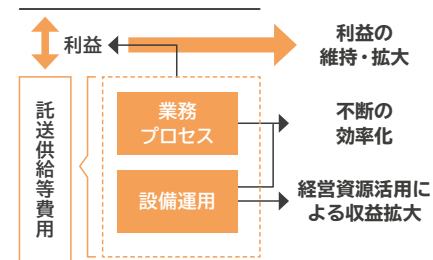 利益
利益の
維持・拡大
託送供給等費用
業務
プロセス
不断の
効率化
設備運用
経営資源活用に
よる収益拡大